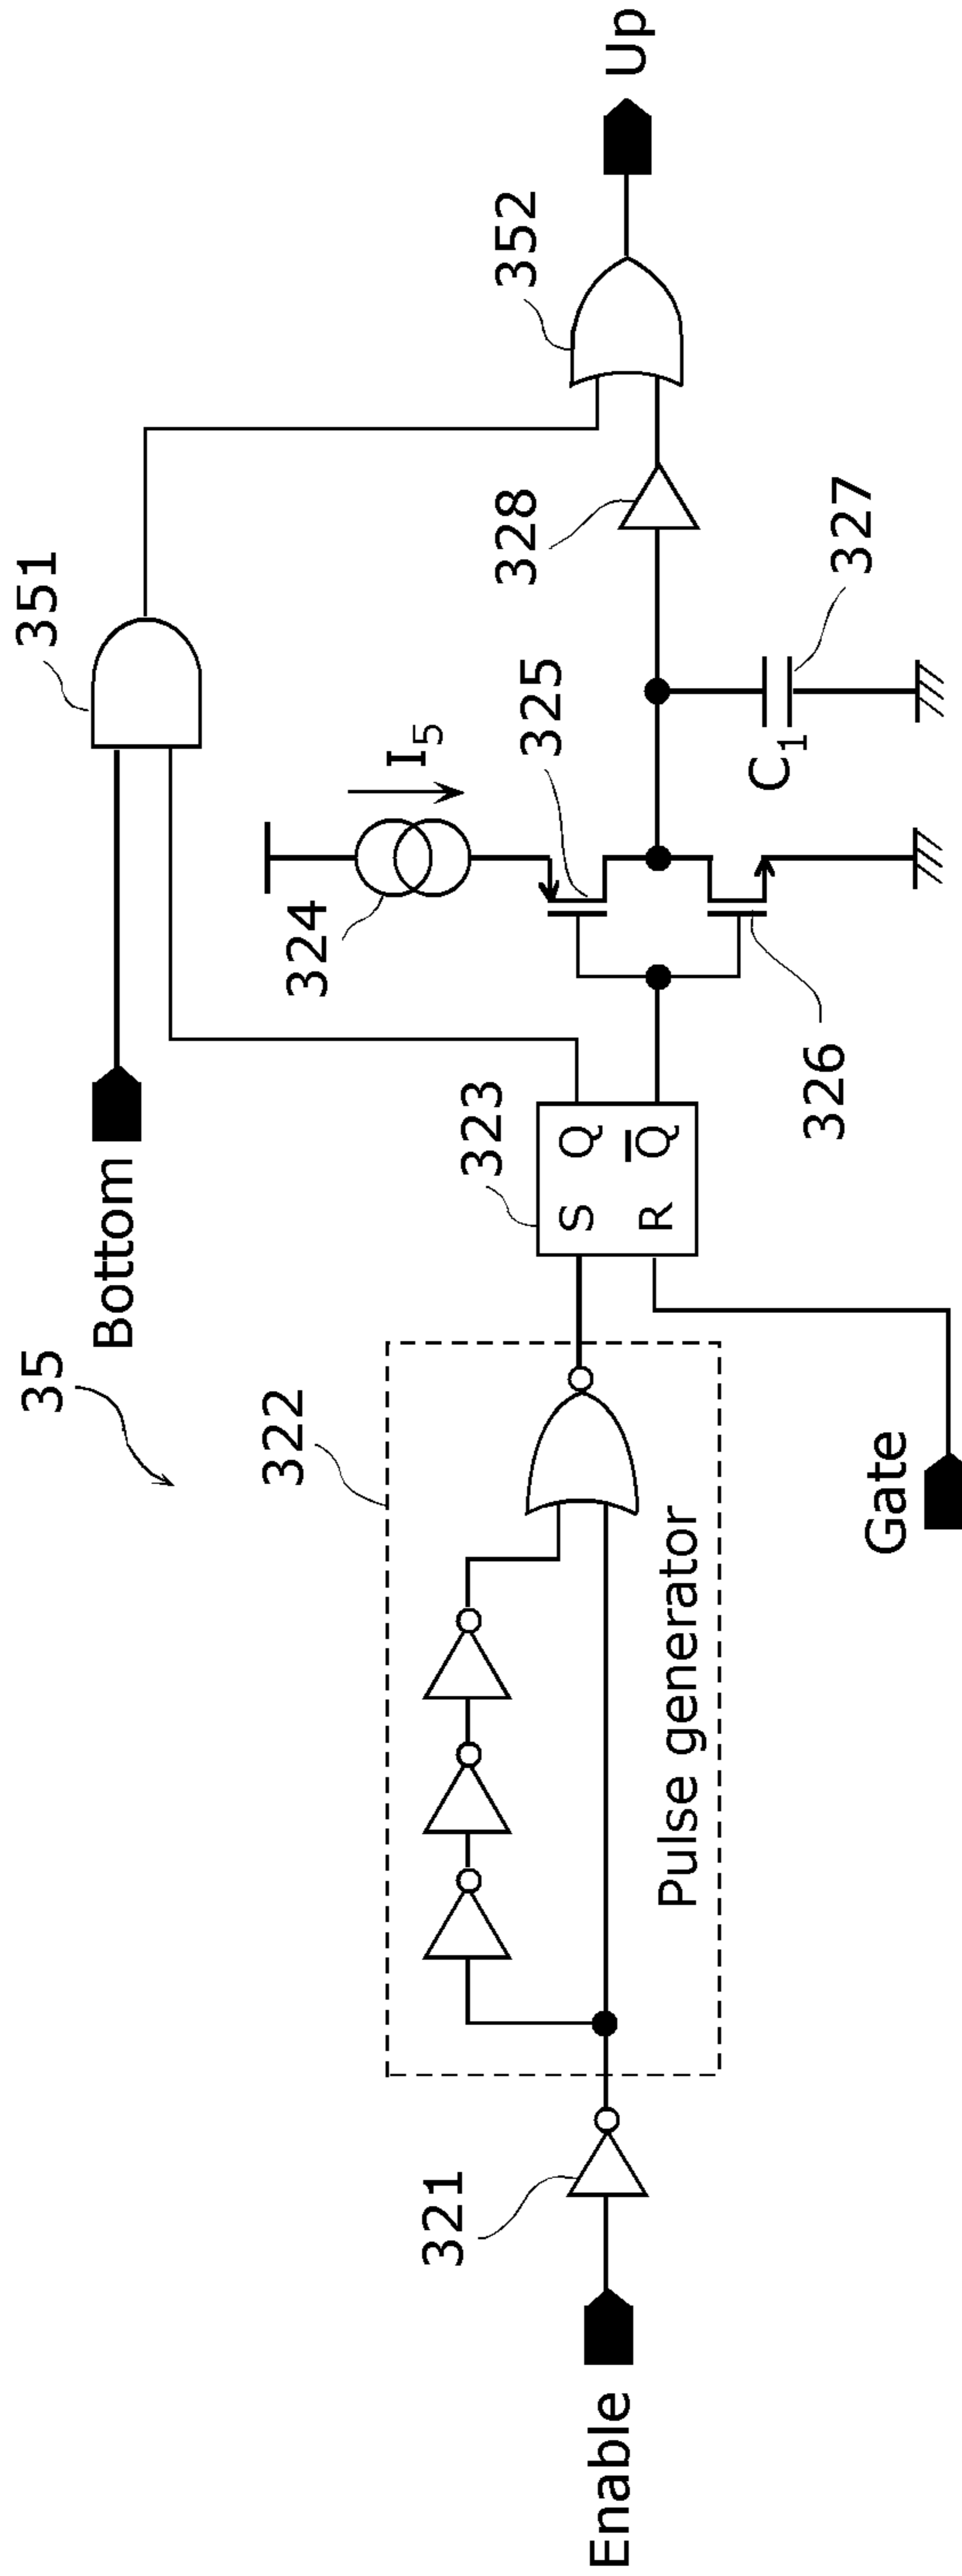 35
Bottom
351
Enable
321
322
Pulse generator
Gate
323
S
Q
R
Q̅
324
I₅
325
326
C₁
327
328
352
Up